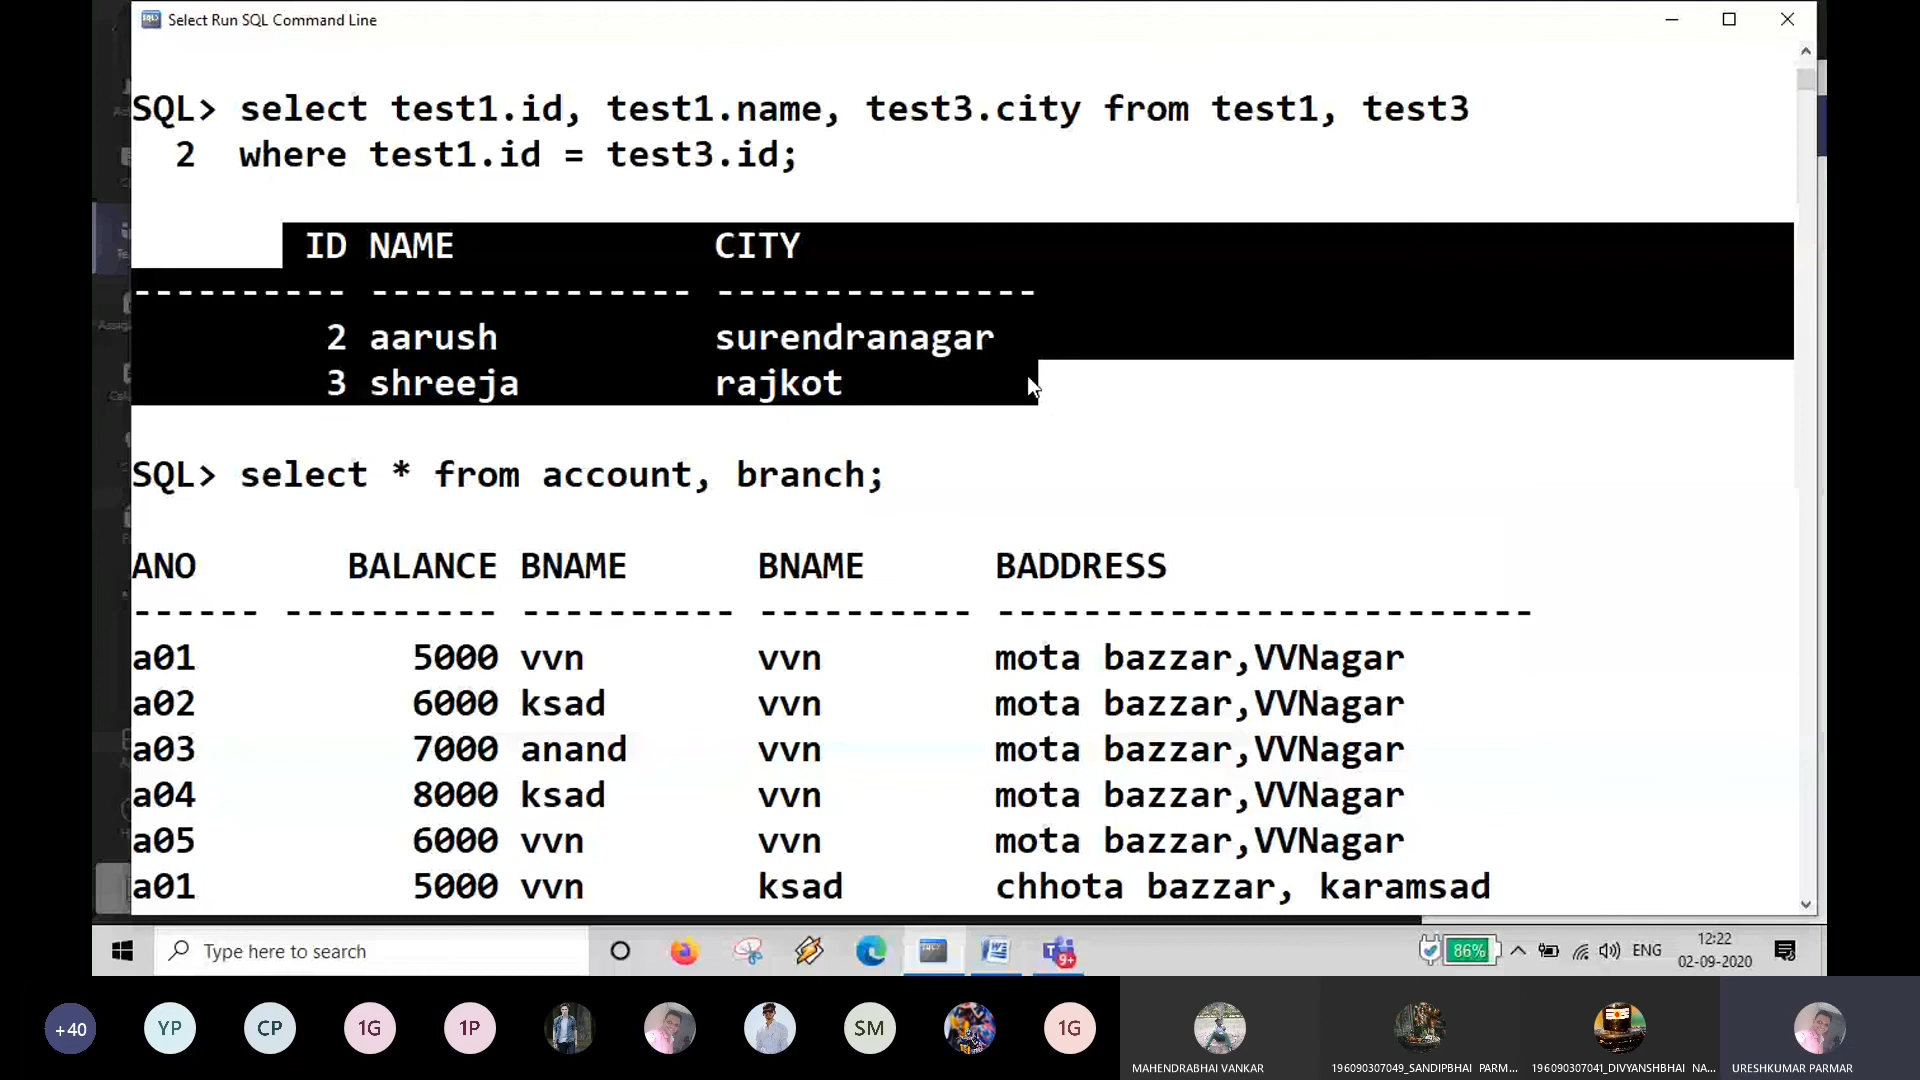 Select Run SQL Command Line
SQL> select test1.id, test1.name, test3.city from test1, test3
2 where test1.id = test3.id;
ID NAME CITY
---------- --------------- ---------------
2 aarush surendranagar
3 shreeja rajkot
SQL> select * from account, branch;
ANO BALANCE BNAME BNAME BADDRESS
------ ---------- ---------- ---------- -------------------------
a01 5000 vvn vvn mota bazzar,VVNagar
a02 6000 ksad vvn mota bazzar,VVNagar
a03 7000 anand vvn mota bazzar,VVNagar
a04 8000 ksad vvn mota bazzar,VVNagar
a05 6000 vvn vvn mota bazzar,VVNagar
a01 5000 vvn ksad chhota bazzar, karamsad
Type here to search
9+
86%
ENG
12:22
02-09-2020
+40 YP CP 1G 1P SM 1G
MAHENDRABHAI VANKAR 196090307049_SANDIPBHAI PARM... 196090307041_DIVYANSHBHAI NA... URESHKUMAR PARMAR